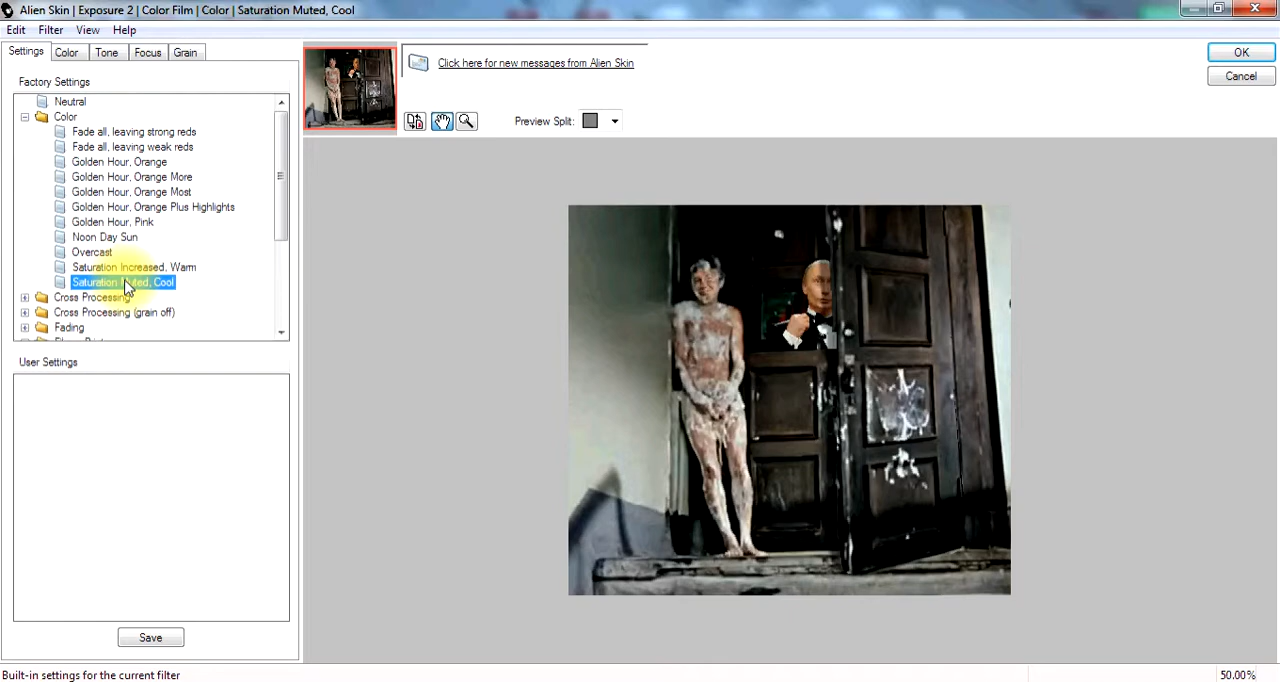 Alien Skin | Exposure 2 | Color Film | Color | Saturation Muted, Cool
Edit Filter View Help
Settings Color Tone Focus Grain
Click here for new messages from Alien Skin
OK
Cancel
Preview Split:
Factory Settings
Neutral
Color
Fade all, leaving strong reds
Fade all, leaving weak reds
Golden Hour, Orange
Golden Hour, Orange More
Golden Hour, Orange Most
Golden Hour, Orange Plus Highlights
Golden Hour, Pink
Noon Day Sun
Overcast
Saturation Increased, Warm
Saturation Muted, Cool
Cross Processing
Cross Processing (grain off)
Fading
User Settings
Save
Built-in settings for the current filter
50.00%